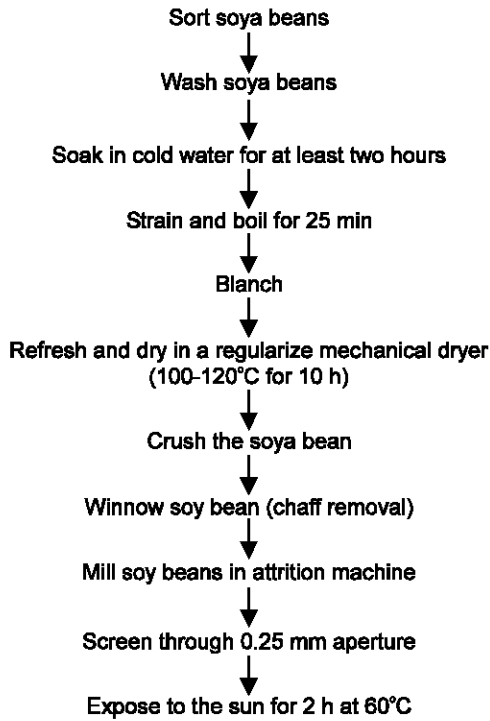 Sort soya beans
Wash soya beans
Soak in cold water for at least two hours
Strain and boil for 25 min
Blanch
Refresh and dry in a regularize mechanical dryer
(100-120°C for 10 h)
Crush the soya bean
Winnow soy bean (chaff removal)
Mill soy beans in attrition machine
Screen through 0.25 mm aperture
Expose to the sun for 2 h at 60°C